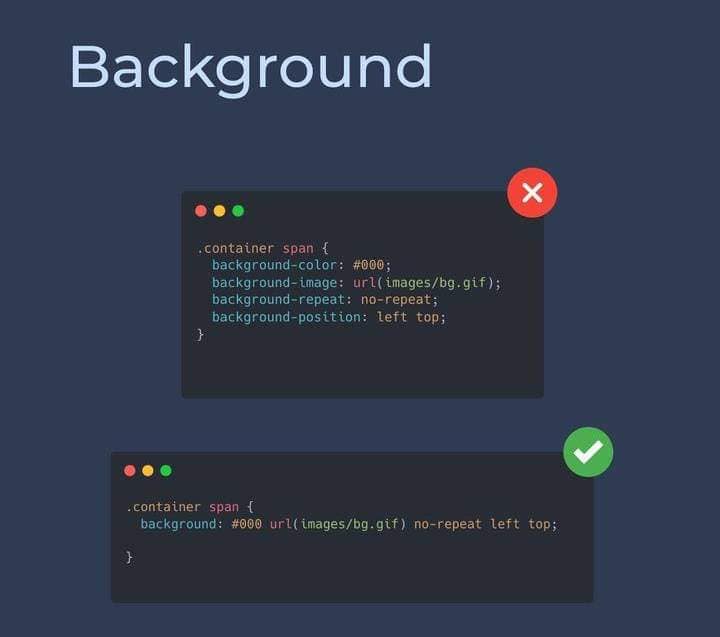 Background
.container span {
  background-color: #000;
  background-image: url(images/bg.gif);
  background-repeat: no-repeat;
  background-position: left top;
}
.container span {
  background: #000 url(images/bg.gif) no-repeat left top;
}